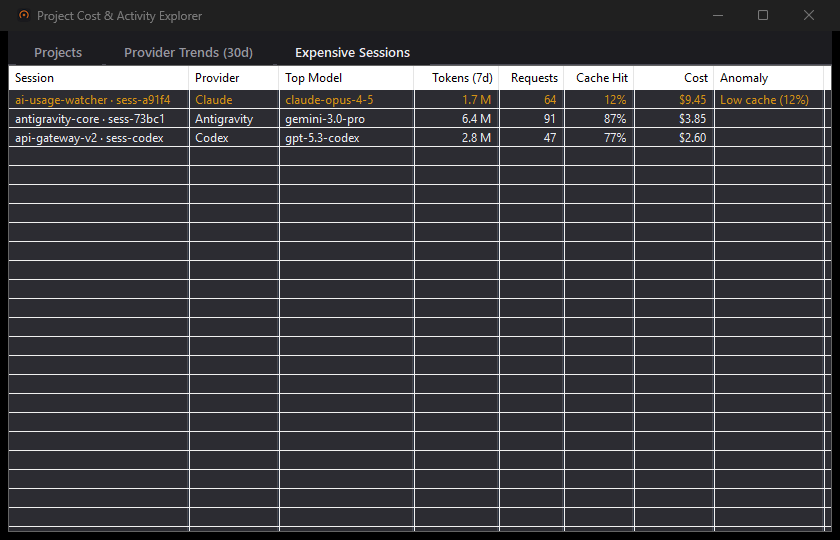 Project Cost & Activity Explorer
Projects Provider Trends (30d) Expensive Sessions
Session Provider Top Model Tokens (7d) Requests Cache Hit Cost Anomaly
ai-usage-watcher · sess-a91f4 Claude claude-opus-4-5 1.7 M 64 12% $9.45 Low cache (12%)
antigravity-core · sess-73bc1 Antigravity gemini-3.0-pro 6.4 M 91 87% $3.85
api-gateway-v2 · sess-codex Codex gpt-5.3-codex 2.8 M 47 77% $2.60